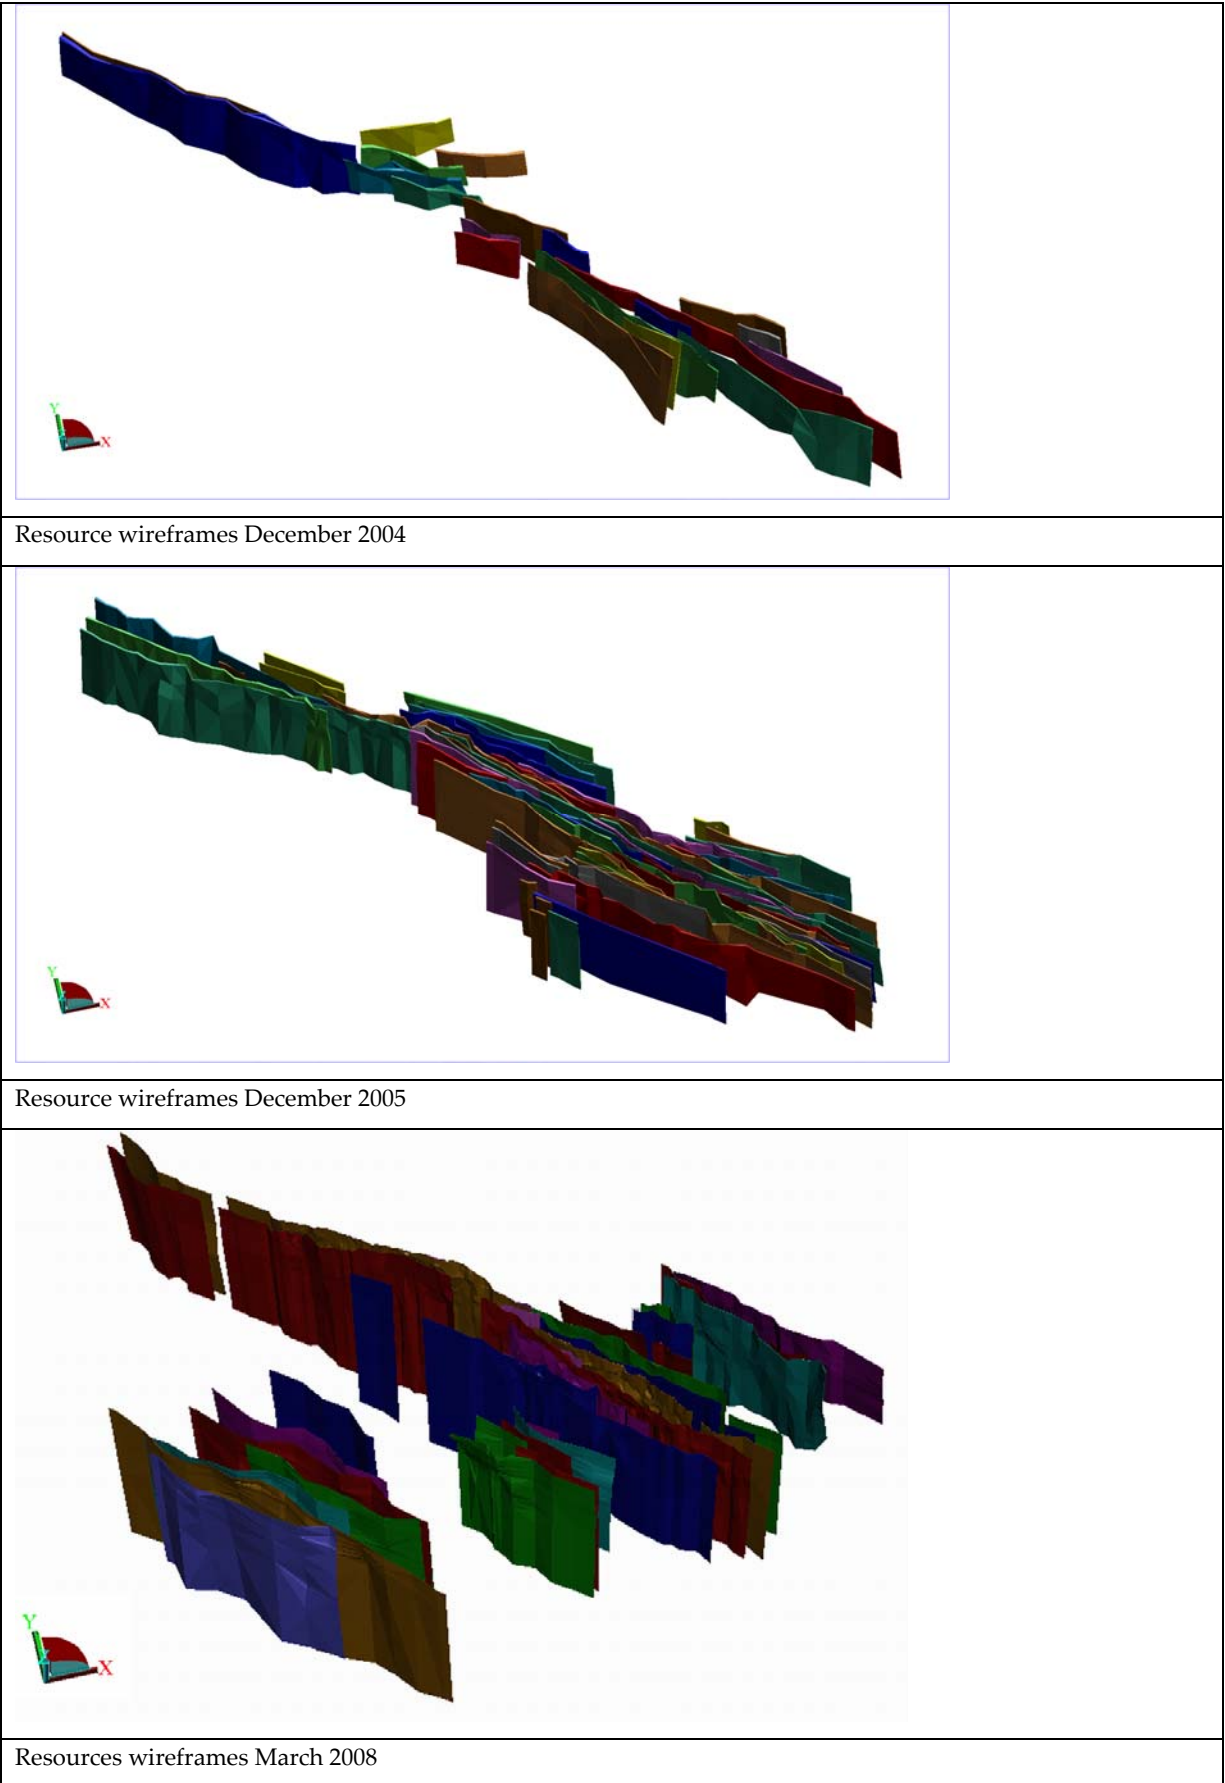 Y
X
Resource wireframes December 2004
Y
X
Resource wireframes December 2005
Y
X
Resources wireframes March 2008